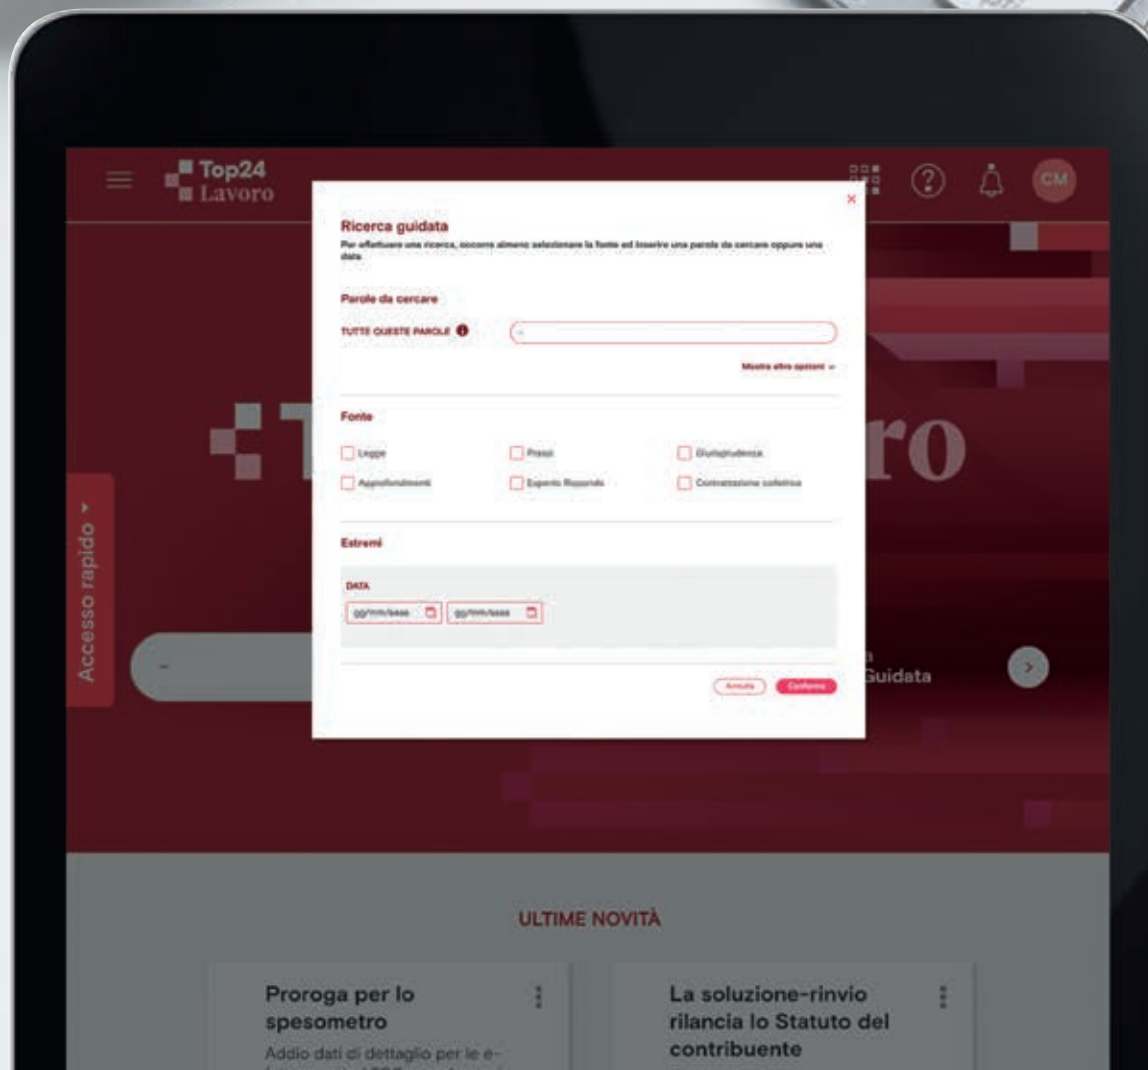 Top24
Lavoro
CM
Ricerca guidata
Per effettuare una ricerca, occorre almeno selezionare la fonte ed inserire una parola da cercare oppure una
data
Parole da cercare
TUTTE QUESTE PAROLE
Mostra altre opzioni
Fonte
Legge
Prassi
Giurisprudenza
Approfondimenti
Esperto Risponde
Contrattazione collettiva
Estremi
DATA
gg/mm/aaaa
gg/mm/aaaa
Annulla
Conferma
ro
Accesso rapido
a
Guidata
ULTIME NOVITÀ
Proroga per lo
spesometro
Addio dati di dettaglio per le e-
La soluzione-rinvio
rilancia lo Statuto del
contribuente